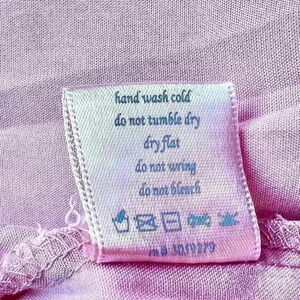 hand wash cold
do not tumble dry
dry flat
do not wring
do not bleach